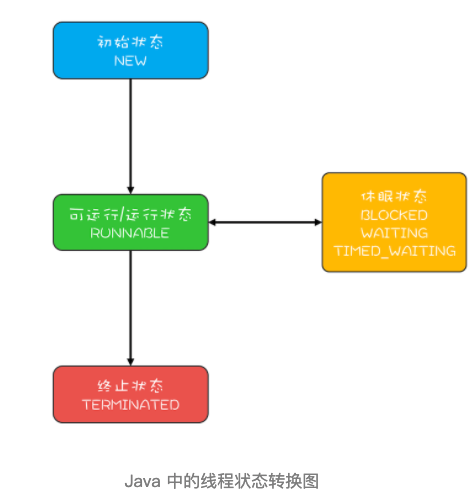 初始状态
NEW
可运行/运行状态
RUNNABLE
休眠状态
BLOCKED
WAITING
TIMED_WAITING
终止状态
TERMINATED
Java 中的线程状态转换图